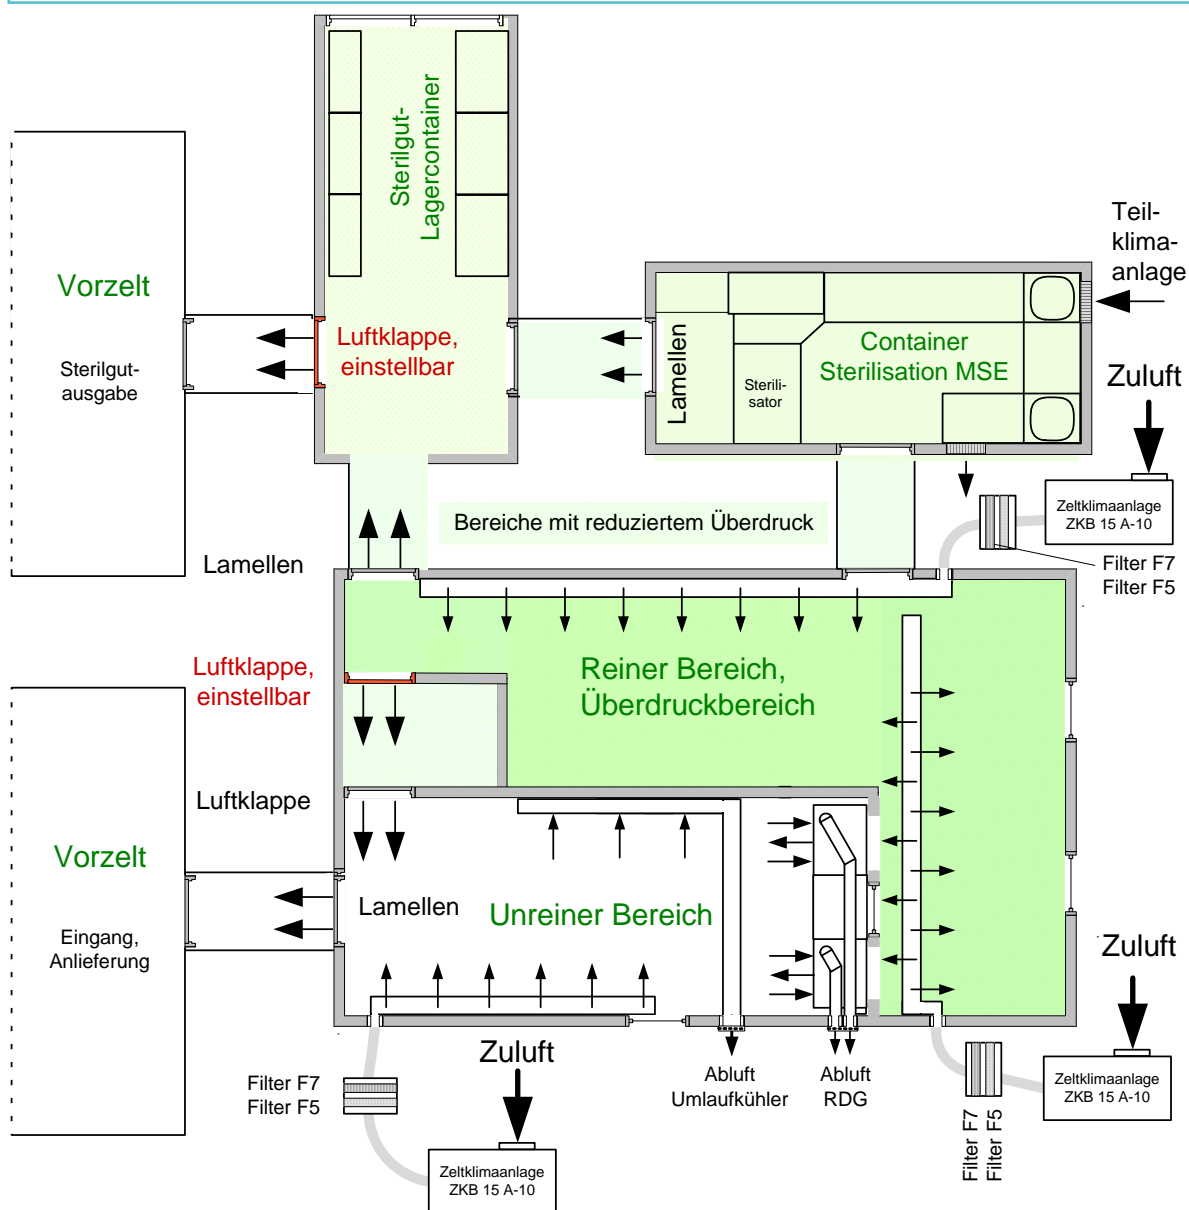 Sterilgut-
Lagercontainer
Teil-
klima-
anlage
Vorzelt
Sterilgut-
ausgabe
Luftklappe,
einstellbar
Lamellen
Container
Sterilisation MSE
Sterili-
sator
Zuluft
Zeltklimaanlage
ZKB 15 A-10
Filter F7
Filter F5
Bereiche mit reduziertem Überdruck
Lamellen
Luftklappe,
einstellbar
Reiner Bereich,
Überdruckbereich
Luftklappe
Vorzelt
Eingang,
Anlieferung
Lamellen
Unreiner Bereich
Zuluft
Zeltklimaanlage
ZKB 15 A-10
Filter F7
Filter F5
Abluft
Umlaufkühler
Abluft
RDG
Zuluft
Filter F7
Filter F5
Zeltklimaanlage
ZKB 15 A-10